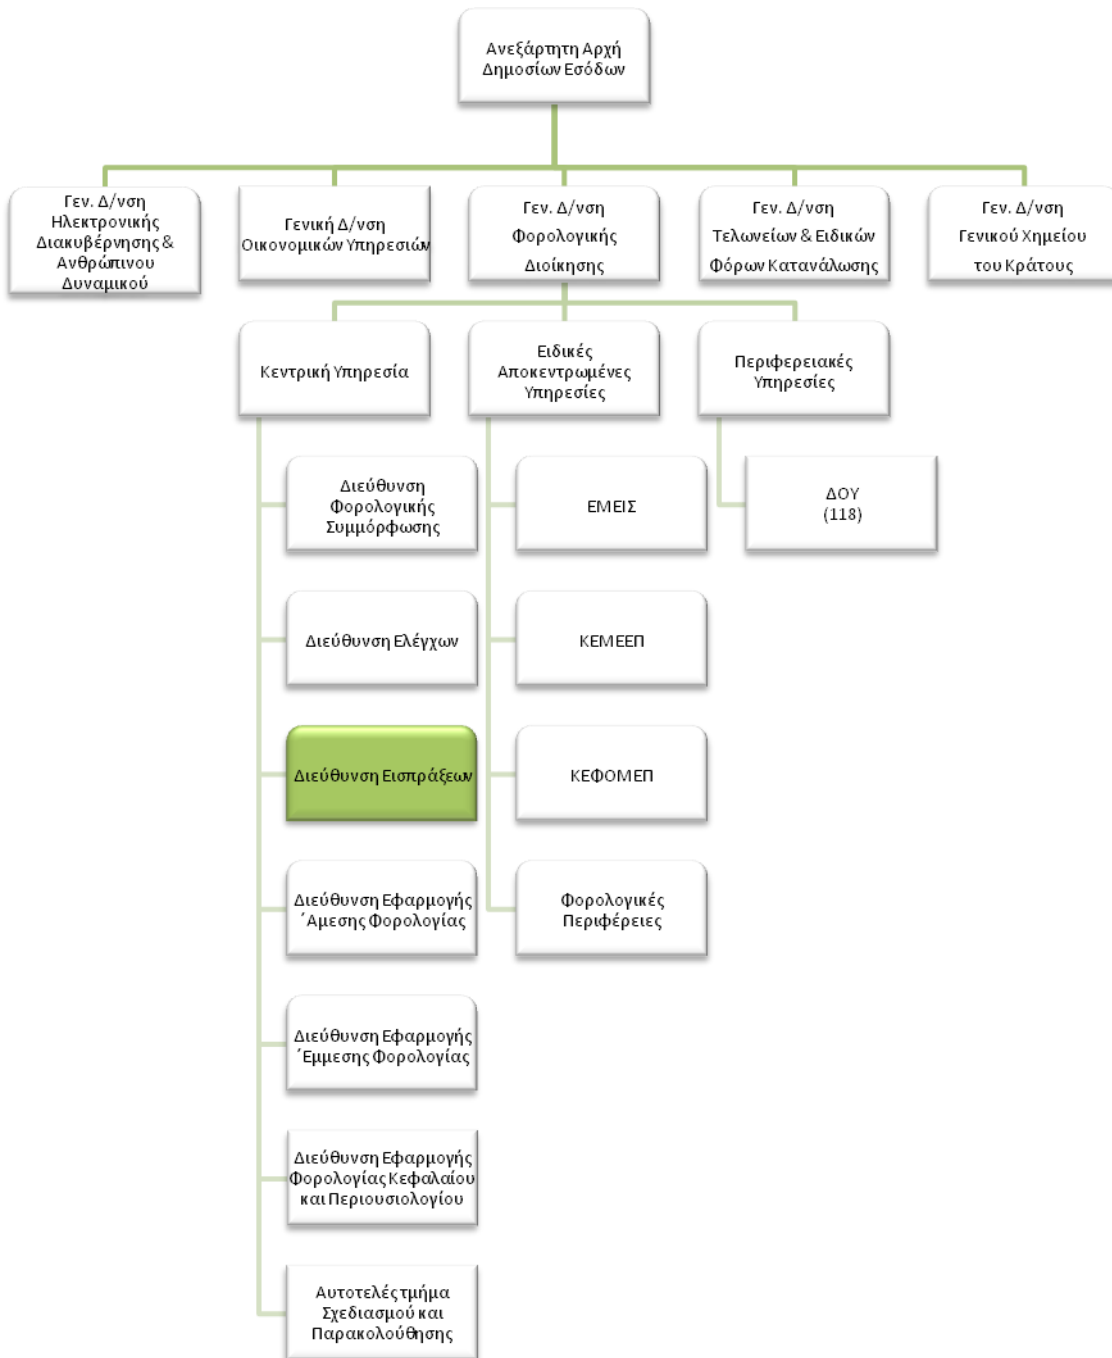 Ανεξάρτητη Αρχή
Δημοσίων Εσόδων
Γεν. Δ/νση
Ηλεκτρονικής
Διακυβέρνησης &
Ανθρώπινου
Δυναμικού
Γενική Δ/νση
Οικονομικών Υπηρεσιών
Γεν. Δ/νση
Φορολογικής
Διοίκησης
Γεν. Δ/νση
Τελωνείων & Ειδικών
Φόρων Κατανάλωσης
Γεν. Δ/νση
Γενικού Χημείου
του Κράτους
Κεντρική Υπηρεσία
Ειδικές
Αποκεντρωμένες
Υπηρεσίες
Περιφερειακές
Υπηρεσίες
Διεύθυνση
Φορολογικής
Συμμόρφωσης
ΕΜΕΙΣ
ΔΟΥ
(118)
Διεύθυνση Ελέγχων
ΚΕΜΕΕΠ
Διεύθυνση Εισπράξεων
ΚΕΦΟΜΕΠ
Διεύθυνση Εφαρμογής
΄Αμεσης Φορολογίας
Φορολογικές
Περιφέρειες
Διεύθυνση Εφαρμογής
΄Εμμεσης Φορολογίας
Διεύθυνση Εφαρμογής
Φορολογίας Κεφαλαίου
και Περιουσιολογίου
Αυτοτελές τμήμα
Σχεδιασμού και
Παρακολούθησης